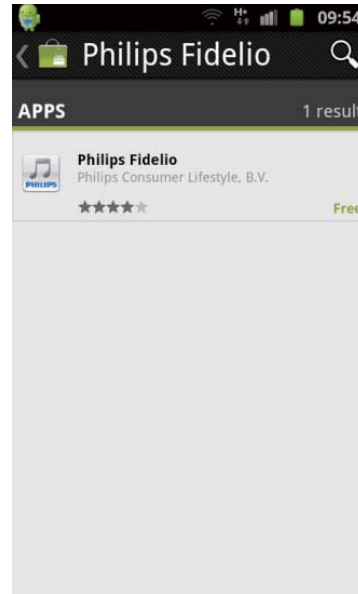 H+
09:54
Philips Fidelio
APPS
1 result
Philips Fidelio
Philips Consumer Lifestyle, B.V.
Free
PHILIPS